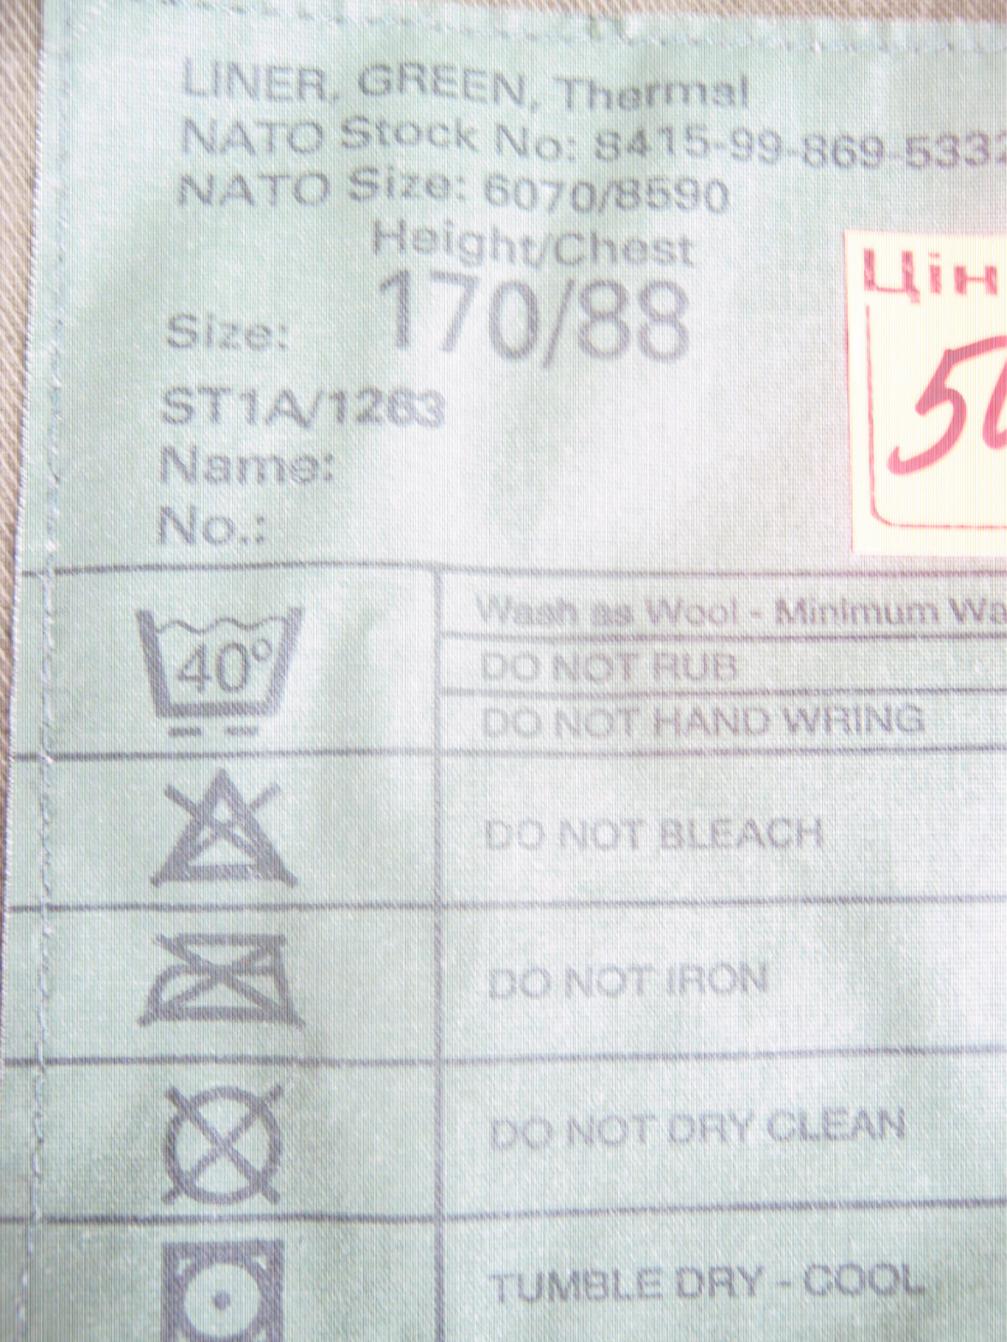 LINER, GREEN, Thermal
NATO Stock No: 8415-99-869-5332
NATO Size: 6070/8590
Height/Chest
Size: 170/88
ST1A/1263
Name:
No.:
Цін
50
40°
Wash as Wool - Minimum Wa
DO NOT RUB
DO NOT HAND WRING
DO NOT BLEACH
DO NOT IRON
DO NOT DRY CLEAN
TUMBLE DRY - COOL